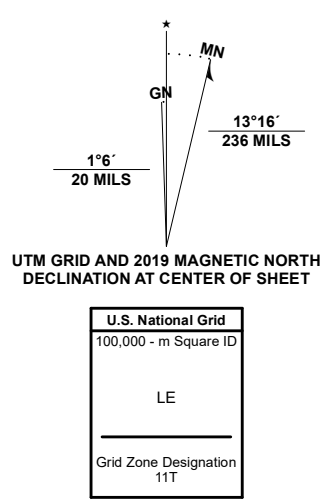 ★
MN
GN
13°16´
236 MILS
1°6´
20 MILS
UTM GRID AND 2019 MAGNETIC NORTH
DECLINATION AT CENTER OF SHEET
U.S. National Grid
100,000 - m Square ID
LE
Grid Zone Designation
11T